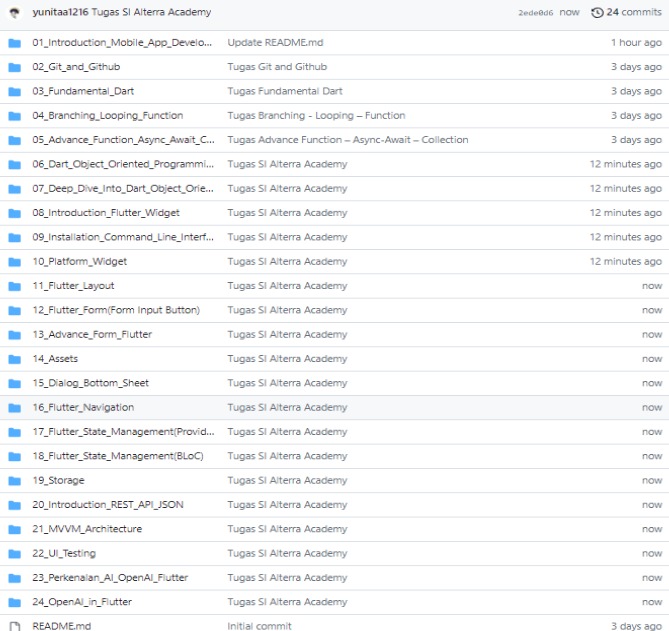 yunitaa1216 Tugas SI Alterra Academy 2ede0d6 now 24 commits
01_Introduction_Mobile_App_Develo... Update README.md 1 hour ago
02_Git_and_Github Tugas Git and Github 3 days ago
03_Fundamental_Dart Tugas Fundamental Dart 3 days ago
04_Branching_Looping_Function Tugas Branching - Looping – Function 3 days ago
05_Advance_Function_Async_Await_C... Tugas Advance Function – Async-Await – Collection 3 days ago
06_Dart_Object_Oriented_Programmi... Tugas SI Alterra Academy 12 minutes ago
07_Deep_Dive_Into_Dart_Object_Orie... Tugas SI Alterra Academy 12 minutes ago
08_Introduction_Flutter_Widget Tugas SI Alterra Academy 12 minutes ago
09_Installation_Command_Line_Interf... Tugas SI Alterra Academy 12 minutes ago
10_Platform_Widget Tugas SI Alterra Academy 12 minutes ago
11_Flutter_Layout Tugas SI Alterra Academy now
12_Flutter_Form(Form Input Button) Tugas SI Alterra Academy now
13_Advance_Form_Flutter Tugas SI Alterra Academy now
14_Assets Tugas SI Alterra Academy now
15_Dialog_Bottom_Sheet Tugas SI Alterra Academy now
16_Flutter_Navigation Tugas SI Alterra Academy now
17_Flutter_State_Management(Provid... Tugas SI Alterra Academy now
18_Flutter_State_Management(BLoC) Tugas SI Alterra Academy now
19_Storage Tugas SI Alterra Academy now
20_Introduction_REST_API_JSON Tugas SI Alterra Academy now
21_MVVM_Architecture Tugas SI Alterra Academy now
22_UI_Testing Tugas SI Alterra Academy now
23_Perkenalan_AI_OpenAI_Flutter Tugas SI Alterra Academy now
24_OpenAI_in_Flutter Tugas SI Alterra Academy now
README.md Initial commit 3 days ago